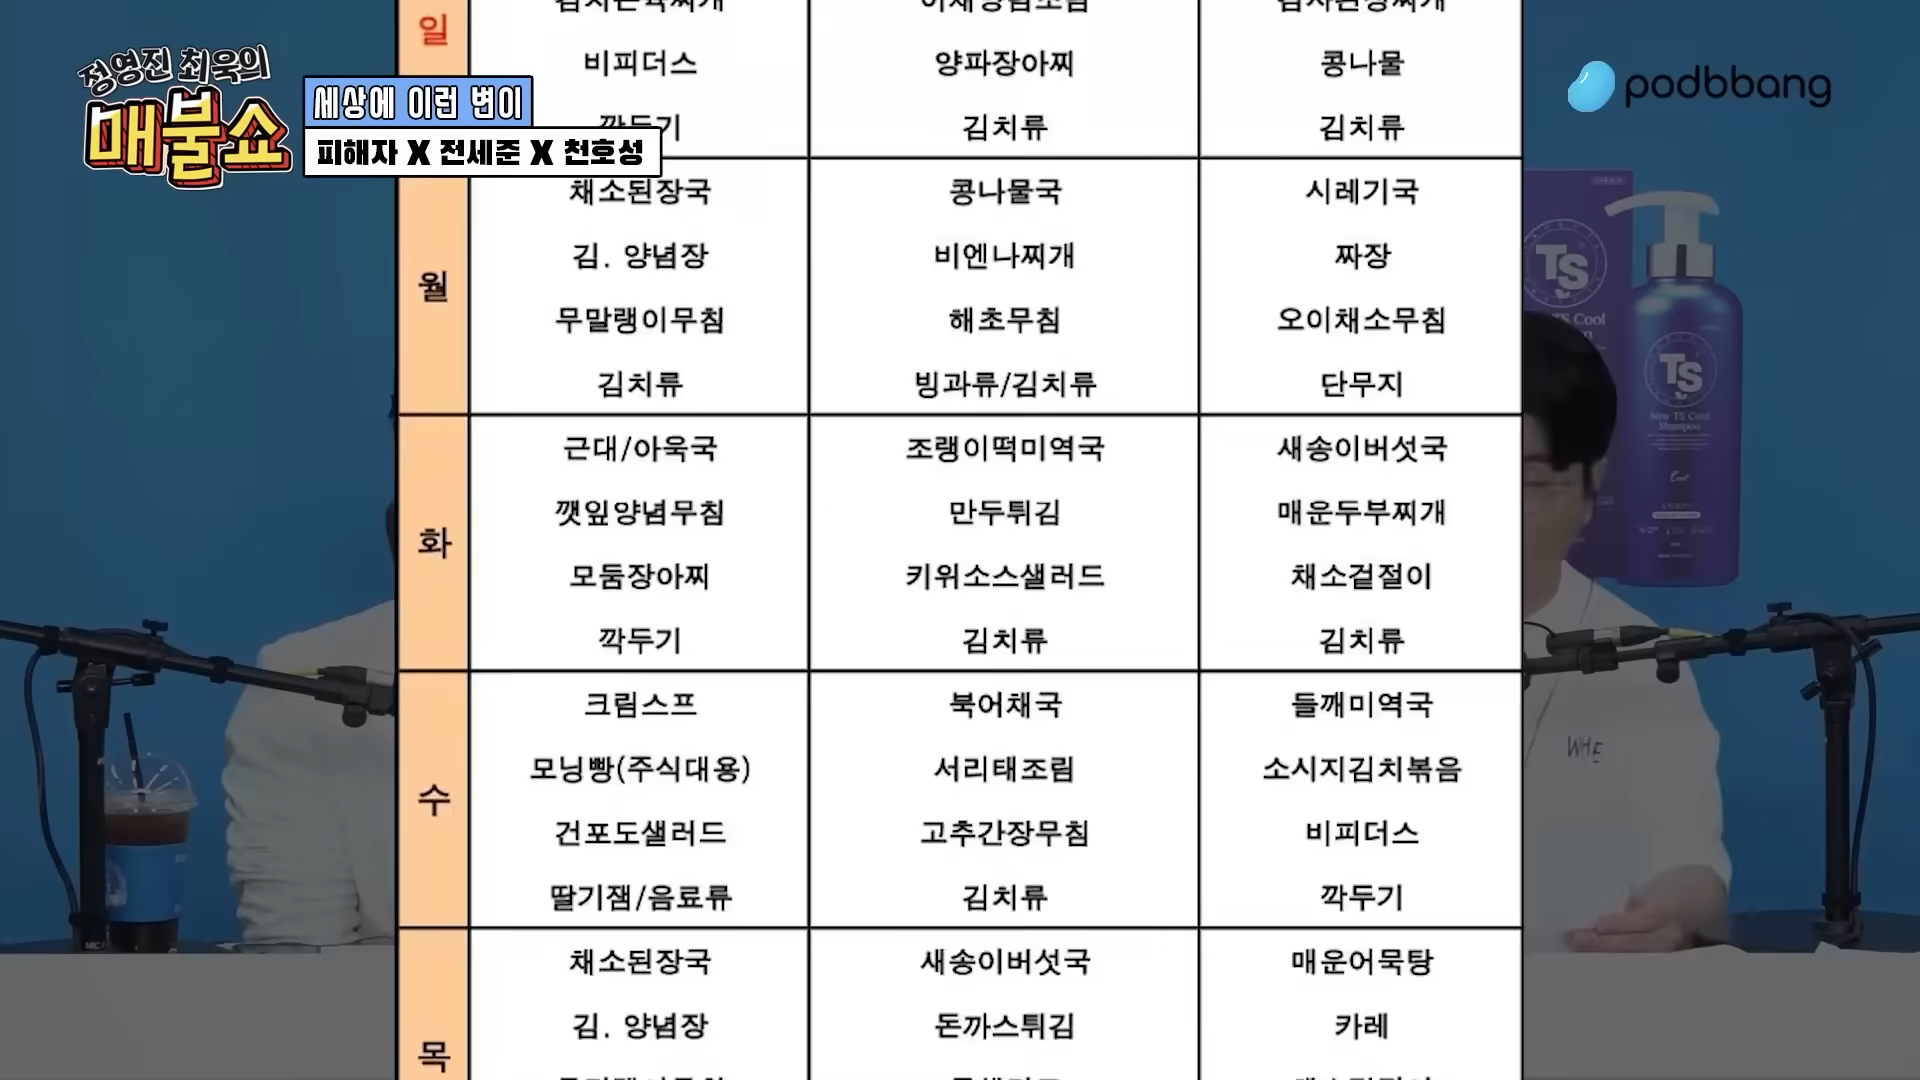 정영진 최욱의
매불쇼
세상에 이런 변이
피해자 X 전세준 X 천호성
podbbang
일
비피더스
양파장아찌
콩나물
깍두기
김치류
김치류
월
채소된장국
콩나물국
시레기국
김. 양념장
비엔나찌개
짜장
무말랭이무침
해초무침
오이채소무침
김치류
빙과류/김치류
단무지
화
근대/아욱국
조랭이떡미역국
새송이버섯국
깻잎양념무침
만두튀김
매운두부찌개
모둠장아찌
키위소스샐러드
채소겉절이
깍두기
김치류
김치류
수
크림스프
북어채국
들깨미역국
모닝빵(주식대용)
서리태조림
소시지김치볶음
건포도샐러드
고추간장무침
비피더스
딸기잼/음료류
김치류
깍두기
목
채소된장국
새송이버섯국
매운어묵탕
김. 양념장
돈까스튀김
카레
TS
TS Cool
TS
New TS Cool
Shampoo
Cool
WHE